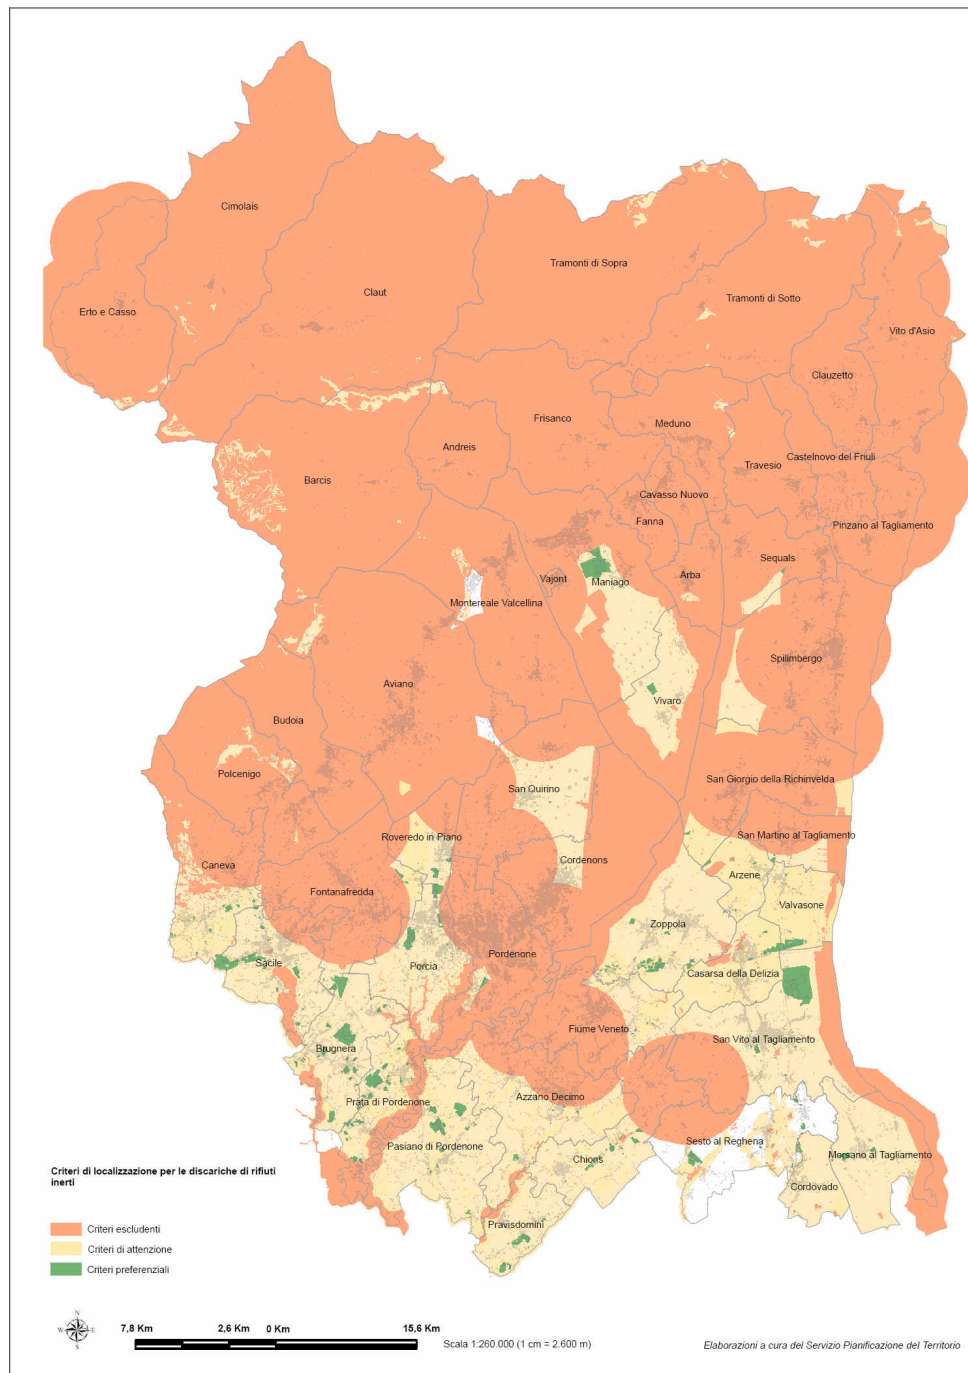 Cimolais
Tramonti di Sopra
Claut
Tramonti di Sotto
Erto e Casso
Vito d'Asio
Clauzetto
Frisanco
Meduno
Andreis
Castelnovo del Friuli
Travesio
Barcis
Cavasso Nuovo
Fanna
Pinzano al Tagliamento
Sequals
Vajont
Maniago
Arba
Montereale Valcellina
Spilimbergo
Aviano
Vivaro
Budoia
Polcenigo
San Giorgio della Richinvelda
San Quirino
Roveredo in Piano
San Martino al Tagliamento
Cordenons
Caneva
Arzene
Fontanafredda
Valvasone
Zoppola
Pordenone
Sacile
Porcia
Casarsa della Delizia
Fiume Veneto
San Vito al Tagliamento
Brugnera
Azzano Decimo
Prata di Pordenone
Pasiano di Pordenone
Sesto al Reghena
Chions
Morsano al Tagliamento
Cordovado
Pravisdomini
Criteri di localizzazione per le discariche di rifiuti
inerti
Criteri escludenti
Criteri di attenzione
Criteri preferenziali
N
W E
S
7,8 Km 2,6 Km 0 Km 15,6 Km
Scala 1:260.000 (1 cm = 2.600 m)
Elaborazioni a cura del Servizio Pianificazione del Territorio